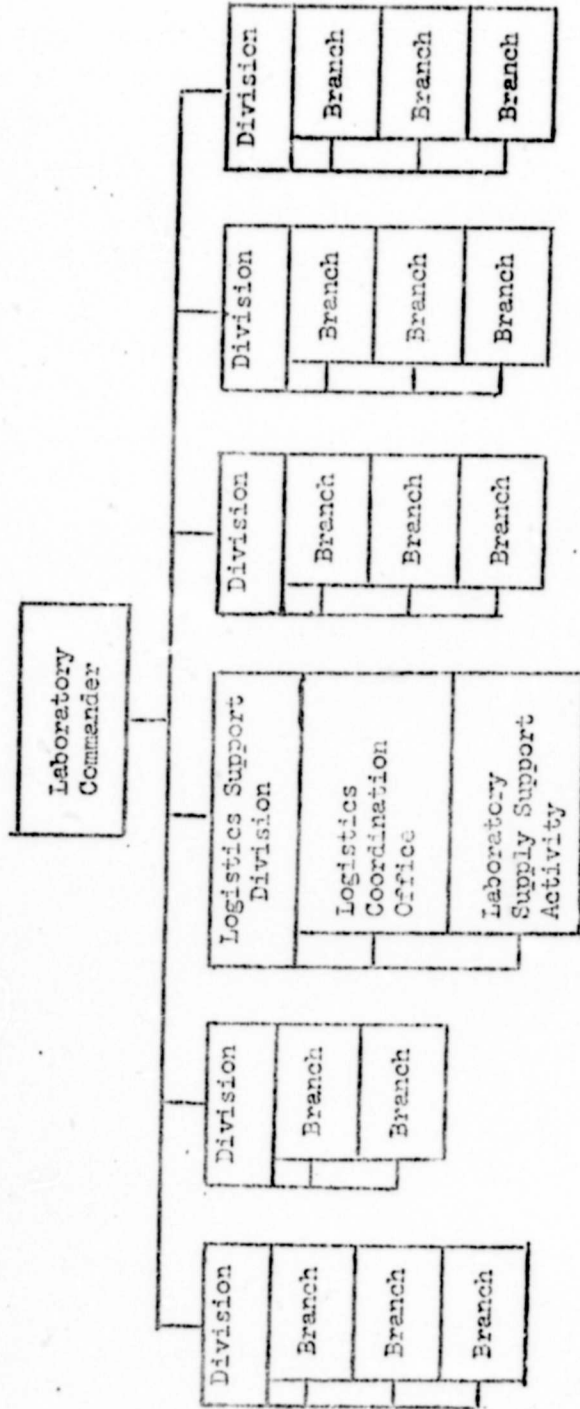 Laboratory
Commander
Division
Branch
Branch
Branch
Division
Branch
Branch
Logistics Support
Division
Logistics
Coordination
Office
Laboratory
Supply Support
Activity
Division
Branch
Branch
Branch
Division
Branch
Branch
Branch
Division
Branch
Branch
Branch